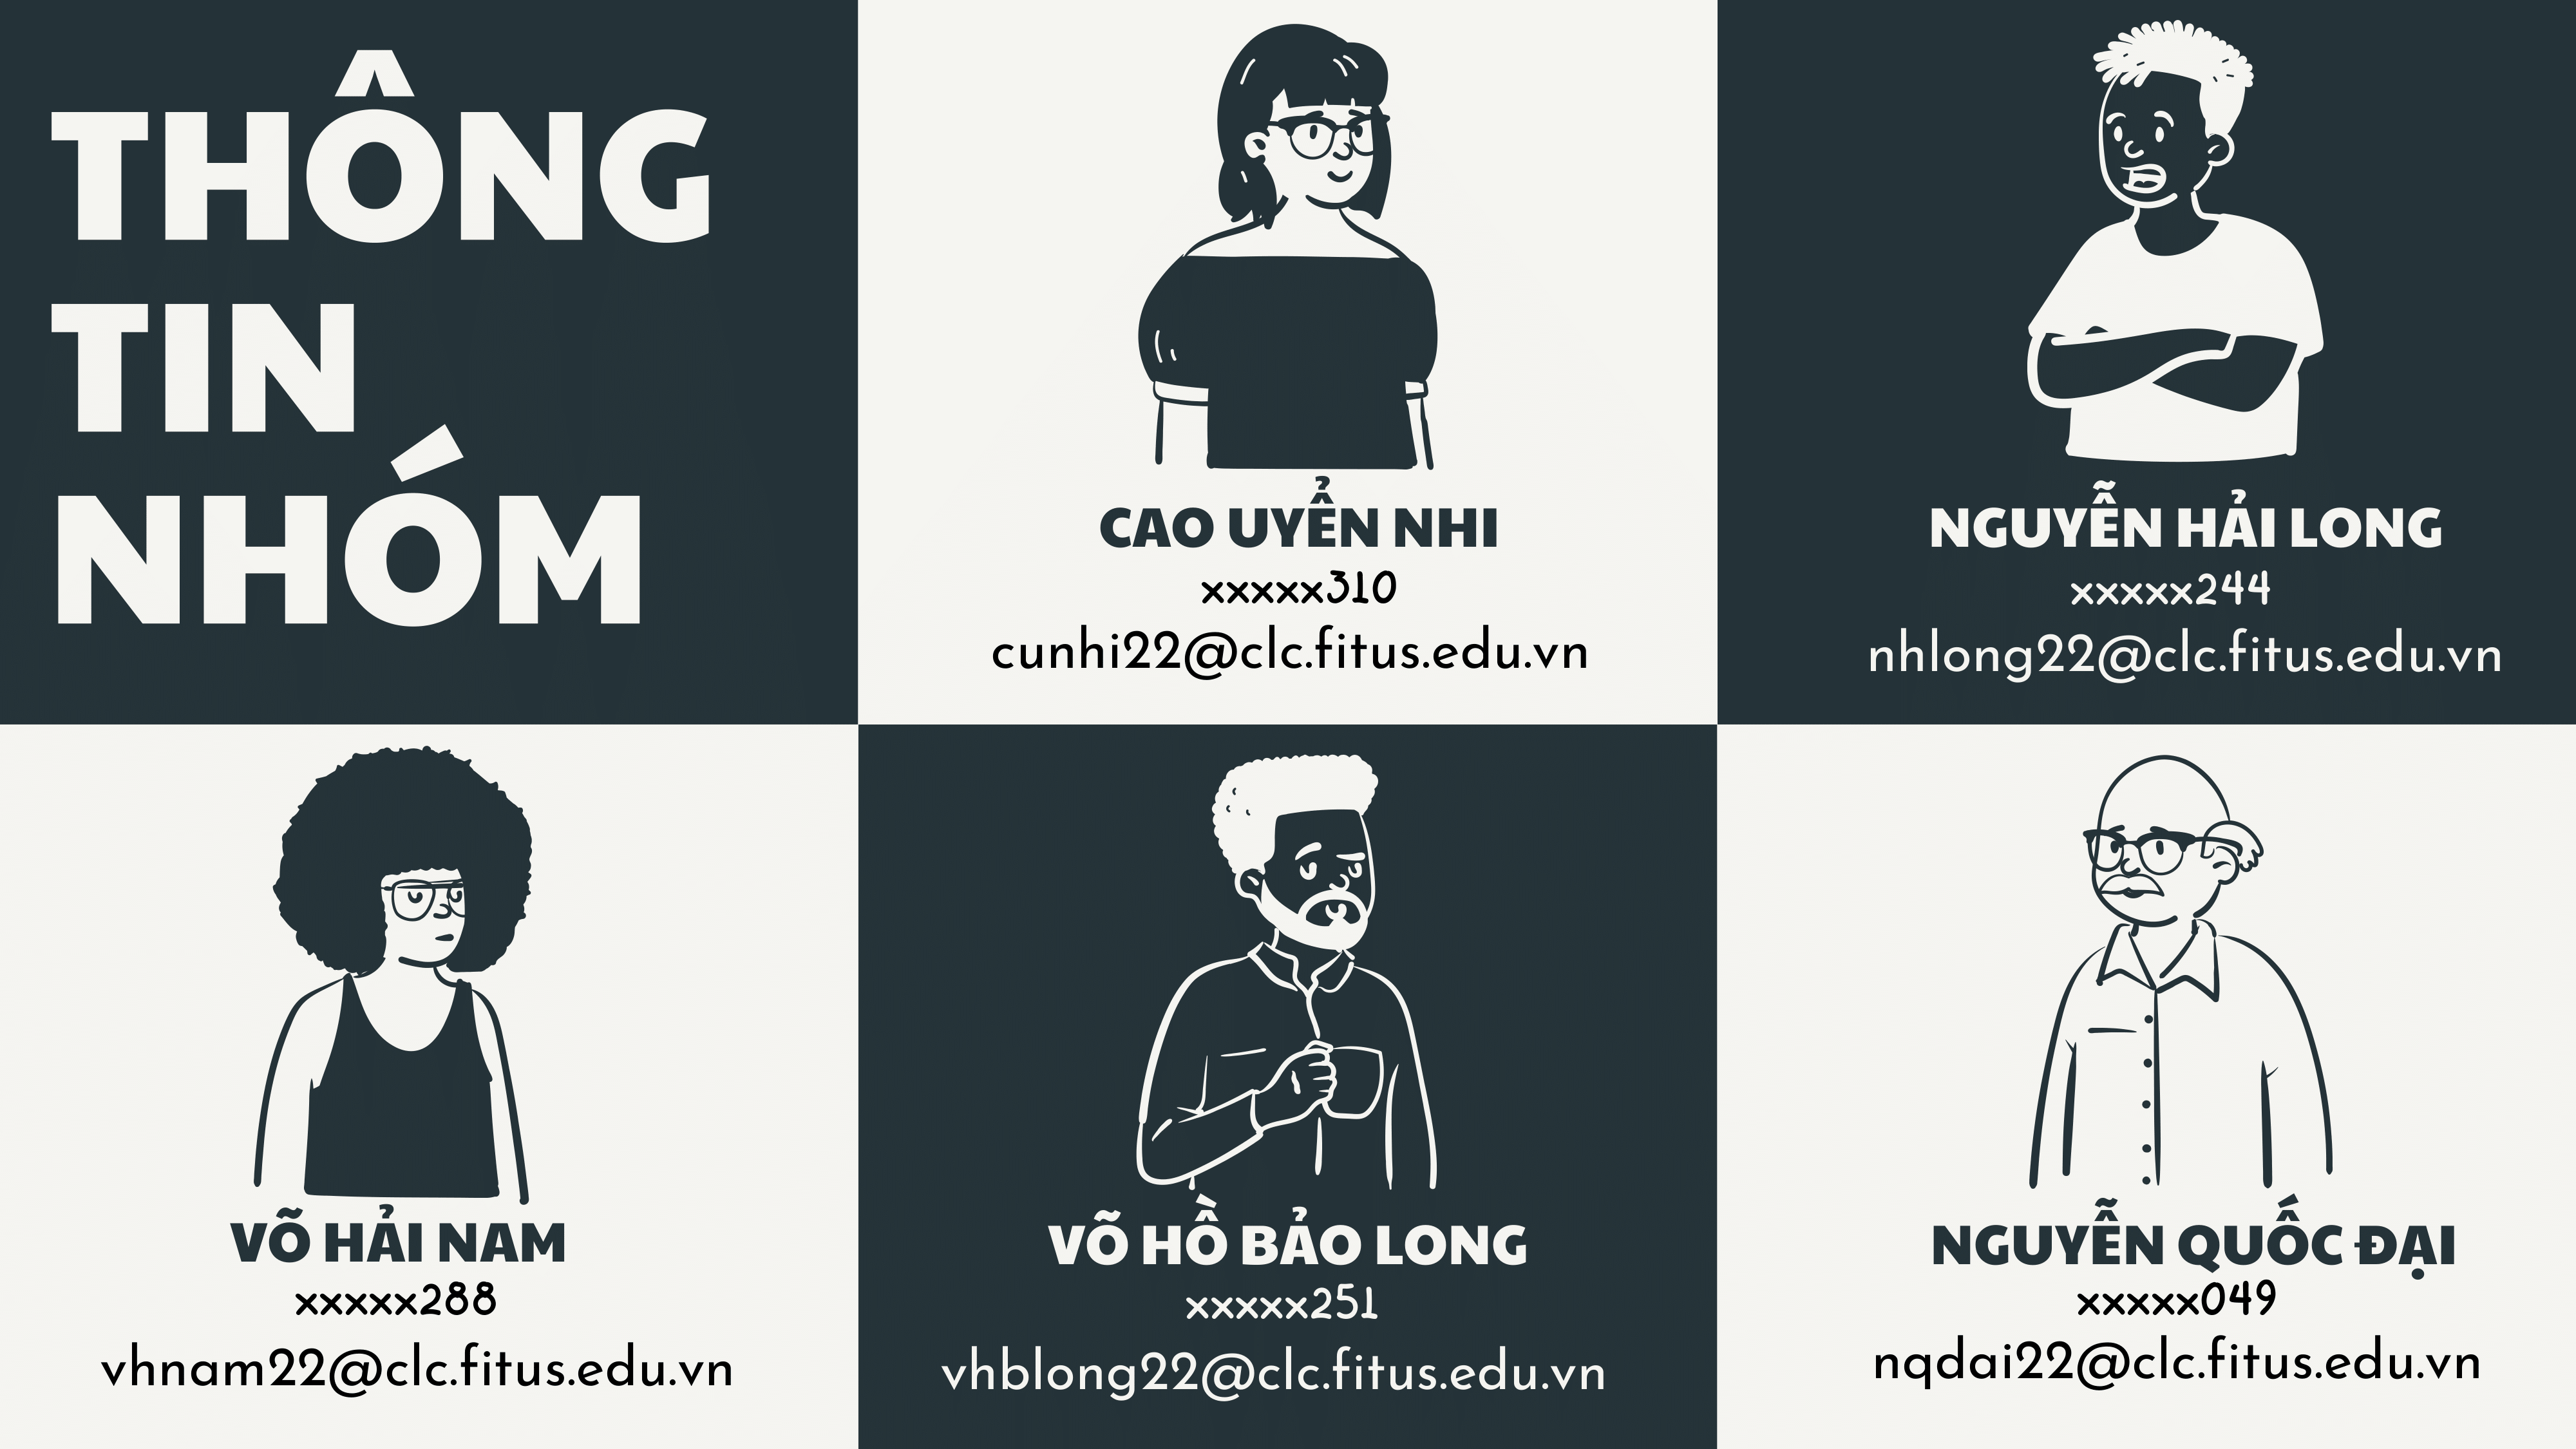 THÔNG
TIN
NHÓM
CAO UYỂN NHI
xxxxx310
cunhi22@clc.fitus.edu.vn
NGUYỄN HẢI LONG
xxxxx244
nhlong22@clc.fitus.edu.vn
VÕ HẢI NAM
xxxxx288
vhnam22@clc.fitus.edu.vn
VÕ HỒ BẢO LONG
xxxxx251
vhblong22@clc.fitus.edu.vn
NGUYỄN QUỐC ĐẠI
xxxxx049
nqdai22@clc.fitus.edu.vn